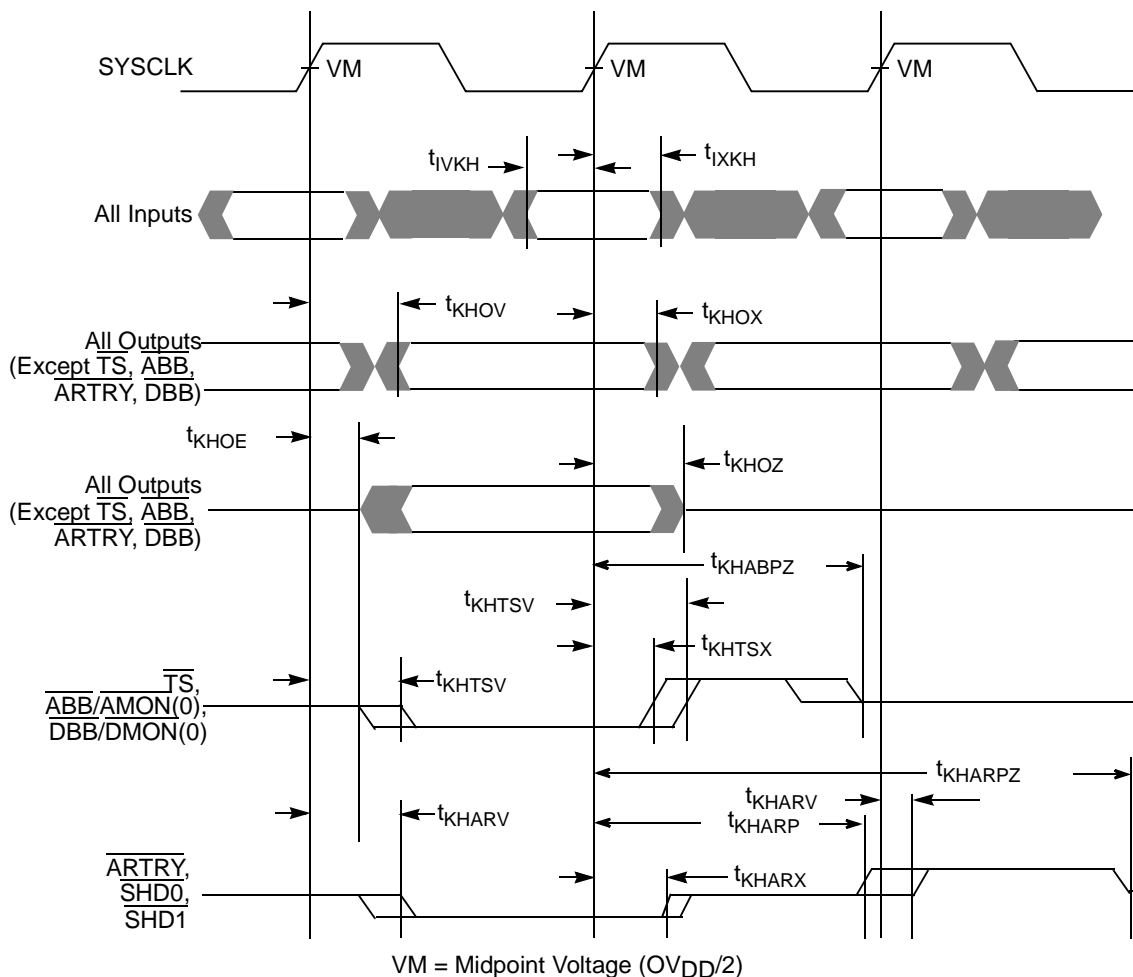 SYSCLK
VM
VM
VM
tIVKH
tIXKH
All Inputs
tKHOV
tKHOX
All Outputs
(Except TS, ABB,
ARTRY, DBB)
tKHOE
tKHOZ
All Outputs
(Except TS, ABB,
ARTRY, DBB)
tKHABPZ
tKHTSV
tKHTSX
TS,
ABB/AMON(0),
DBB/DMON(0)
tKHTSV
tKHARPZ
tKHARV
tKHARV
tKHARP
ARTRY,
SHD0,
SHD1
tKHARX
VM = Midpoint Voltage (OVDD/2)